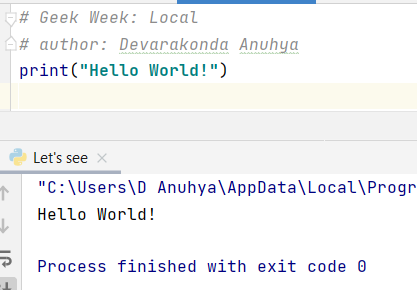 # Geek Week: Local
# author: Devarakonda Anuhya
print("Hello World!")
Let's see
"C:\Users\D Anuhya\AppData\Local\Progr
Hello World!
Process finished with exit code 0